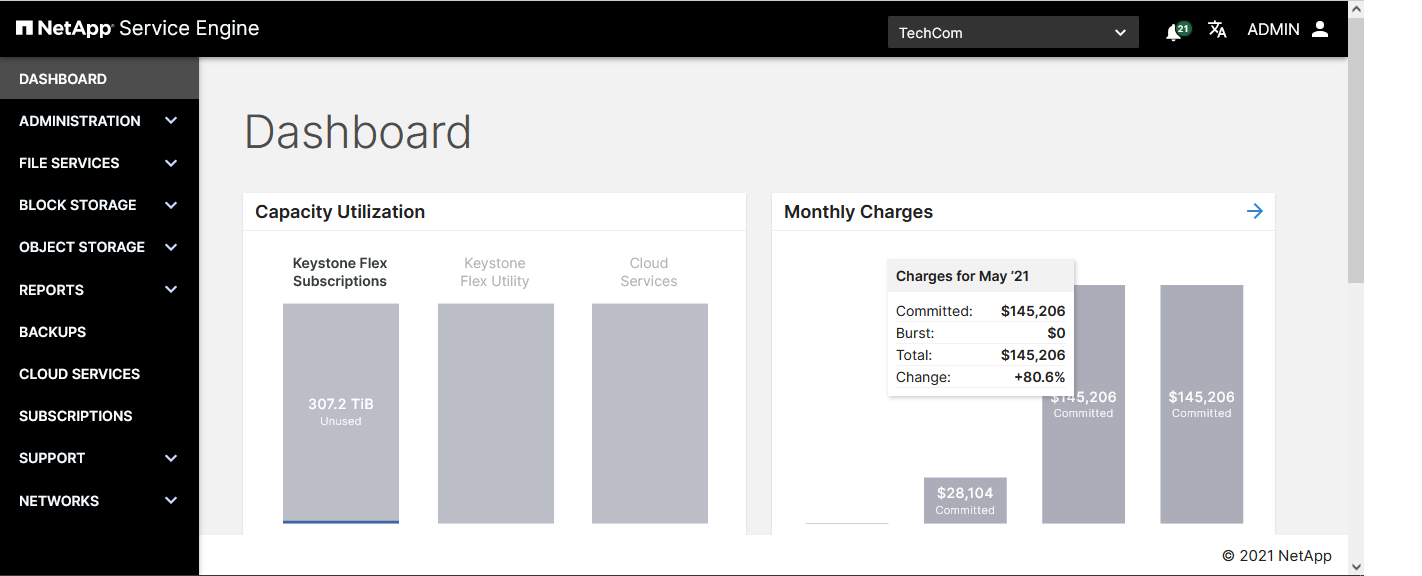 NetApp Service Engine
TechCom
21
ADMIN
DASHBOARD
ADMINISTRATION
FILE SERVICES
BLOCK STORAGE
OBJECT STORAGE
REPORTS
BACKUPS
CLOUD SERVICES
SUBSCRIPTIONS
SUPPORT
NETWORKS
Dashboard
Capacity Utilization
Keystone Flex
Subscriptions
Keystone
Flex Utility
Cloud
Services
307.2 TiB
Unused
Monthly Charges
Charges for May ’21
Committed: $145,206
Burst: $0
Total: $145,206
Change: +80.6%
$28,104
Committed
$145,206
Committed
$145,206
Committed
© 2021 NetApp